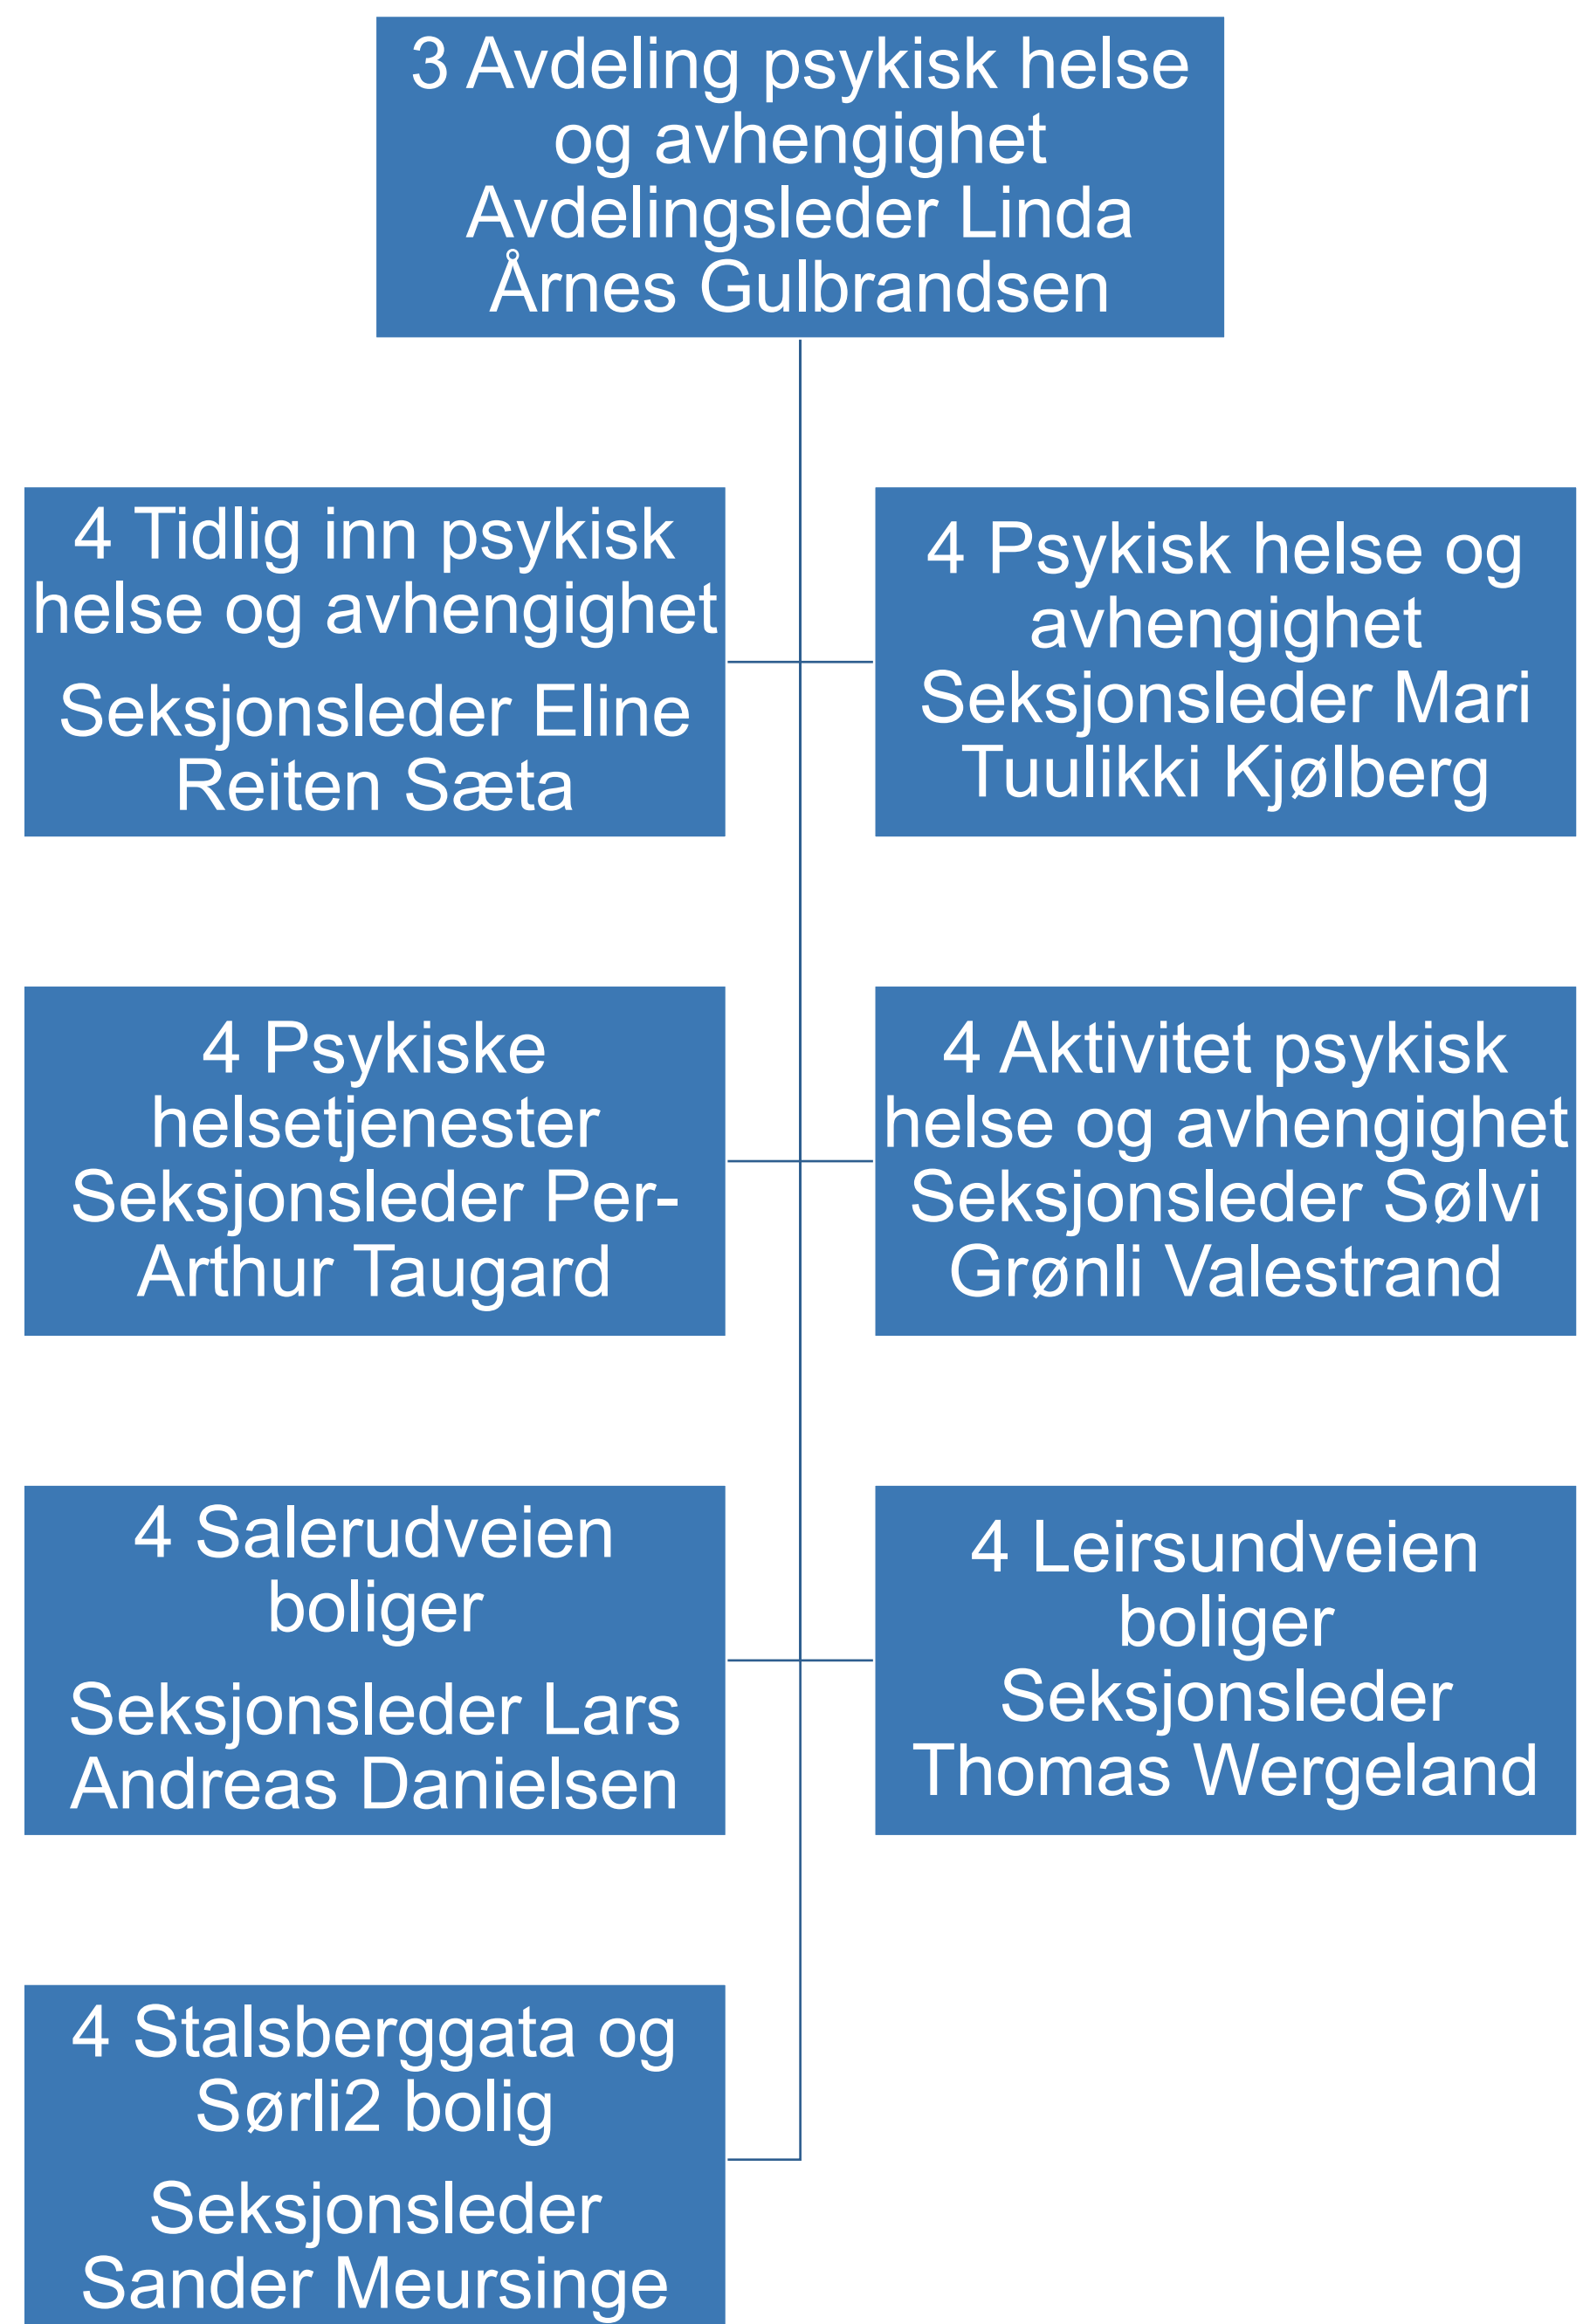 3 Avdeling psykisk helse
og avhengighet
Avdelingsleder Linda
Årnes Gulbrandsen
4 Tidlig inn psykisk
helse og avhengighet
Seksjonsleder Eline
Reiten Sæta
4 Psykisk helse og
avhengighet
Seksjonsleder Mari
Tuulikki Kjølberg
4 Psykiske
helsetjenester
Seksjonsleder Per-
Arthur Taugard
4 Aktivitet psykisk
helse og avhengighet
Seksjonsleder Sølvi
Grønli Valestrand
4 Salerudveien
boliger
Seksjonsleder Lars
Andreas Danielsen
4 Leirsundveien
boliger
Seksjonsleder
Thomas Wergeland
4 Stalsberggata og
Sørli2 bolig
Seksjonsleder
Sander Meursinge